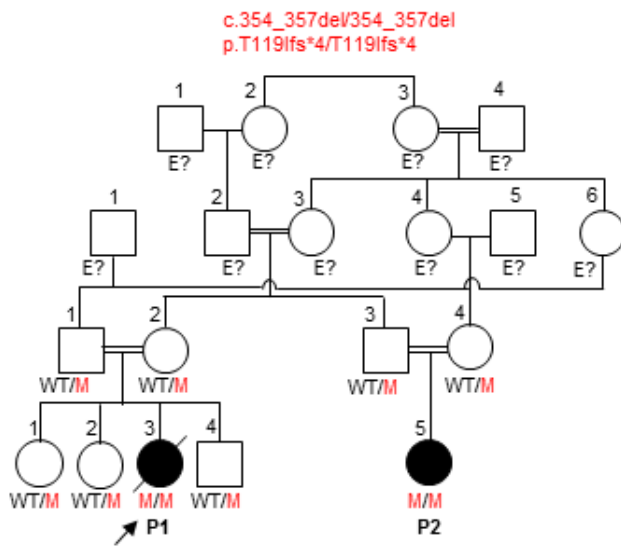 c.354_357del/354_357del
p.T119Ifs*4/T119Ifs*4
1 2 3 4
E? E? E? E?
1 2 3 4 5 6
E? E? E? E? E? E?
1 2 3 4
WT/M WT/M WT/M WT/M
1 2 3 4 5
WT/M WT/M M/M WT/M M/M
P1 P2